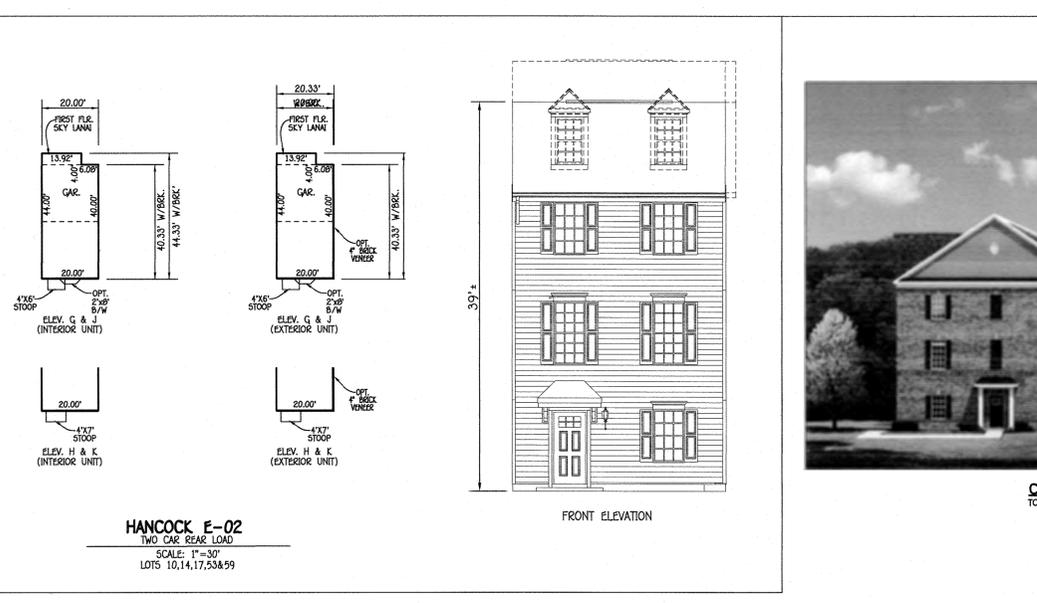 20.00'
FIRST FLR.
SKY LANAI
13.92'
6.08'
4.00'
GAR.
44.00'
40.00'
20.00'
40.33' W/BRK.
44.33' W/BRK'
4'X6'
STOOP
OPT.
2'x8'
B/W
ELEV. G & J
(INTERIOR UNIT)
20.00'
4'X7'
STOOP
ELEV. H & K
(INTERIOR UNIT)
20.33'
FIRST FLR.
SKY LANAI
13.92'
6.08'
4.00'
GAR.
44.00'
40.00'
20.00'
40.33' W/BRK.
OPT.
4" BRICK
VENEER
4'X6'
STOOP
OPT.
2'x8'
B/W
ELEV. G & J
(EXTERIOR UNIT)
20.00'
OPT.
4" BRICK
VENEER
4'X7'
STOOP
ELEV. H & K
(EXTERIOR UNIT)
39'±
FRONT ELEVATION
HANCOCK E-02
TWO CAR REAR LOAD
SCALE: 1"=30'
LOTS 10,14,17,53&59